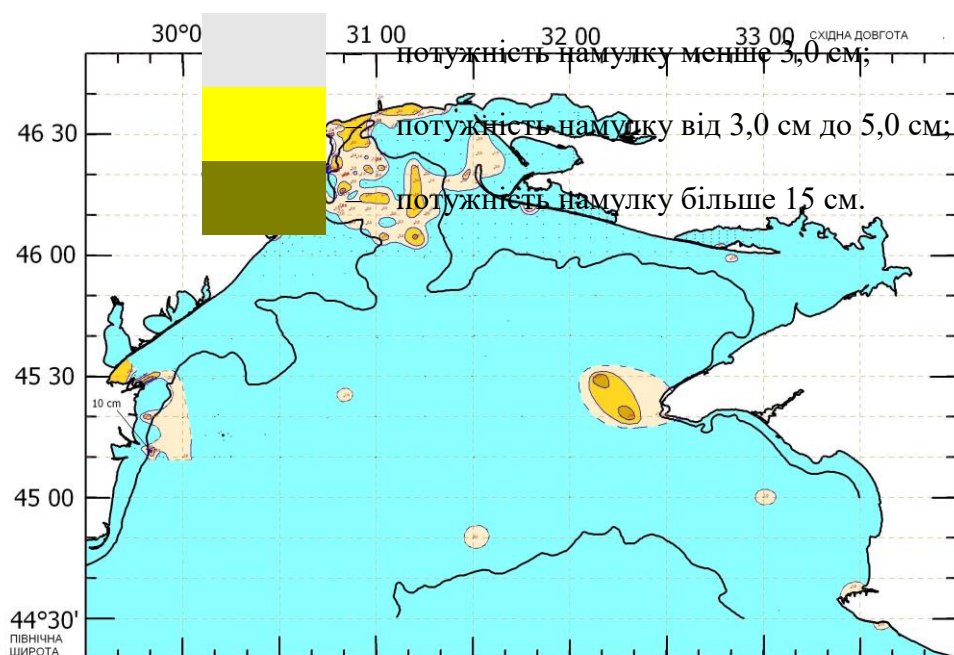 30°0 31 00 32 00 33 00 СХІДНА ДОВГОТА
– потужність намулку менше 3,0 см;
46 30
– потужність намулку від 3,0 см до 5,0 см;
– потужність намулку більше 15 см.
46 00
45 30
10 cm
45 00
44°30'
ПІВНІЧНА
ШИРОТА